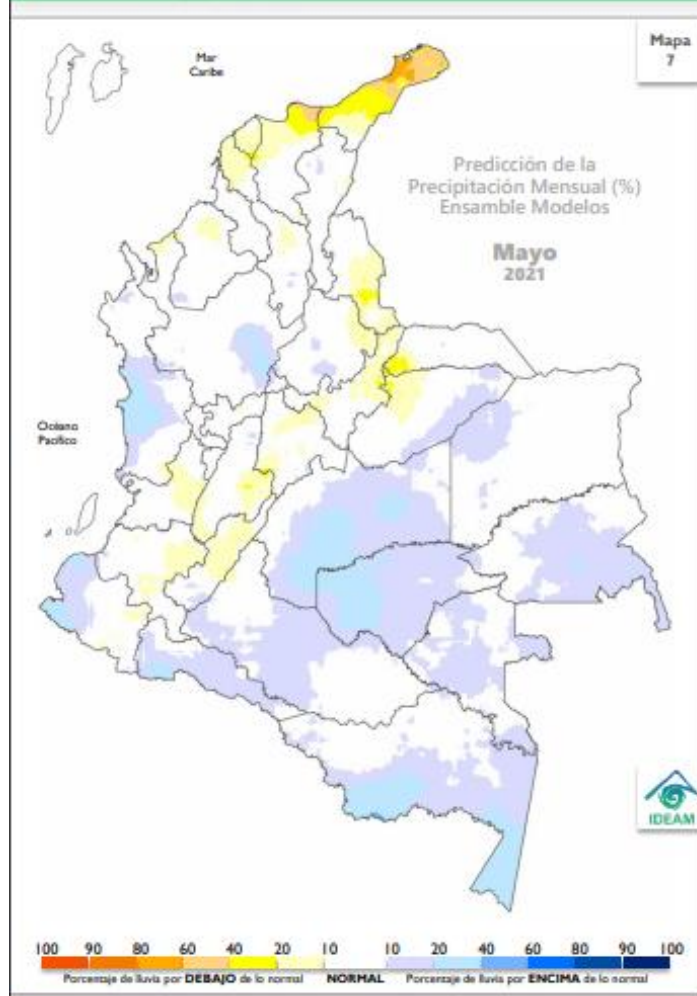 Mapa
7
Mar
Caribe
Predicción de la
Precipitación Mensual (%)
Ensamble Modelos
Mayo
2021
Océano
Pacífico
IDEAM
100 90 80 60 40 20 10 10 20 40 60 80 90 100
Porcentaje de lluvia por DEBAJO de lo normal NORMAL Porcentaje de lluvia por ENCIMA de lo normal